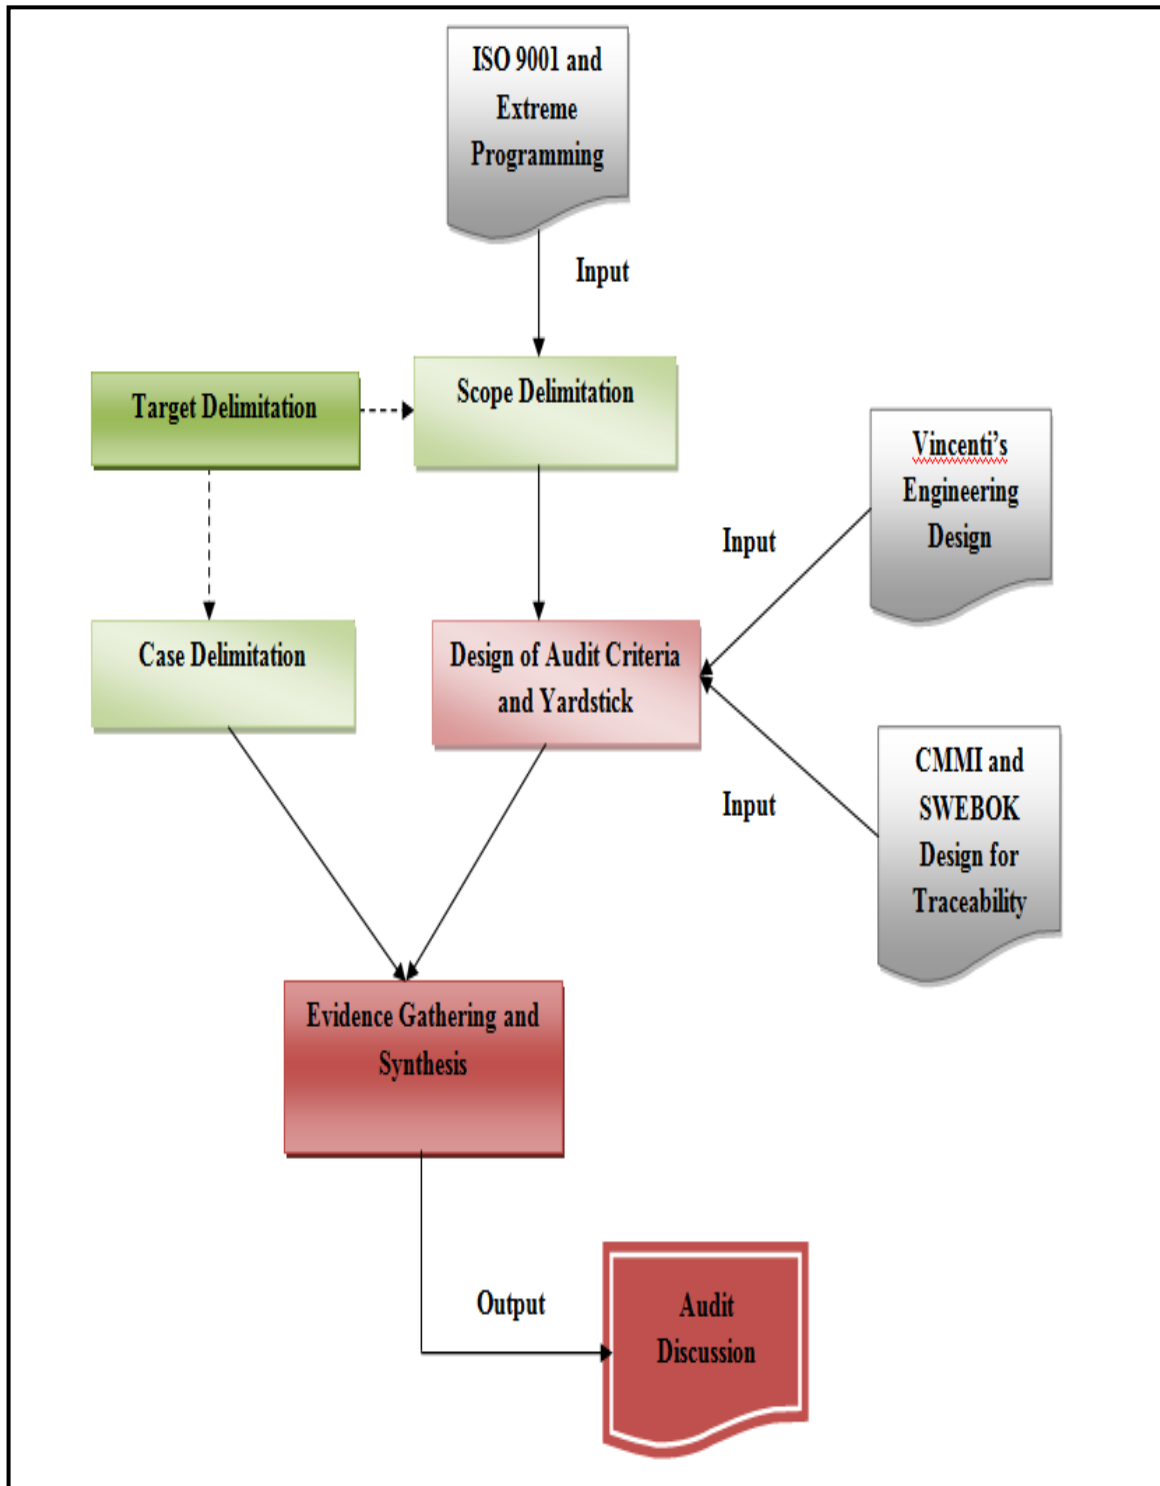 ISO 9001 and
Extreme
Programming
Input
Target Delimitation
Scope Delimitation
Vincenti's
Engineering
Design
Input
Case Delimitation
Design of Audit Criteria
and Yardstick
CMMI and
SWEBOK
Design for
Traceability
Input
Evidence Gathering and
Synthesis
Output
Audit
Discussion